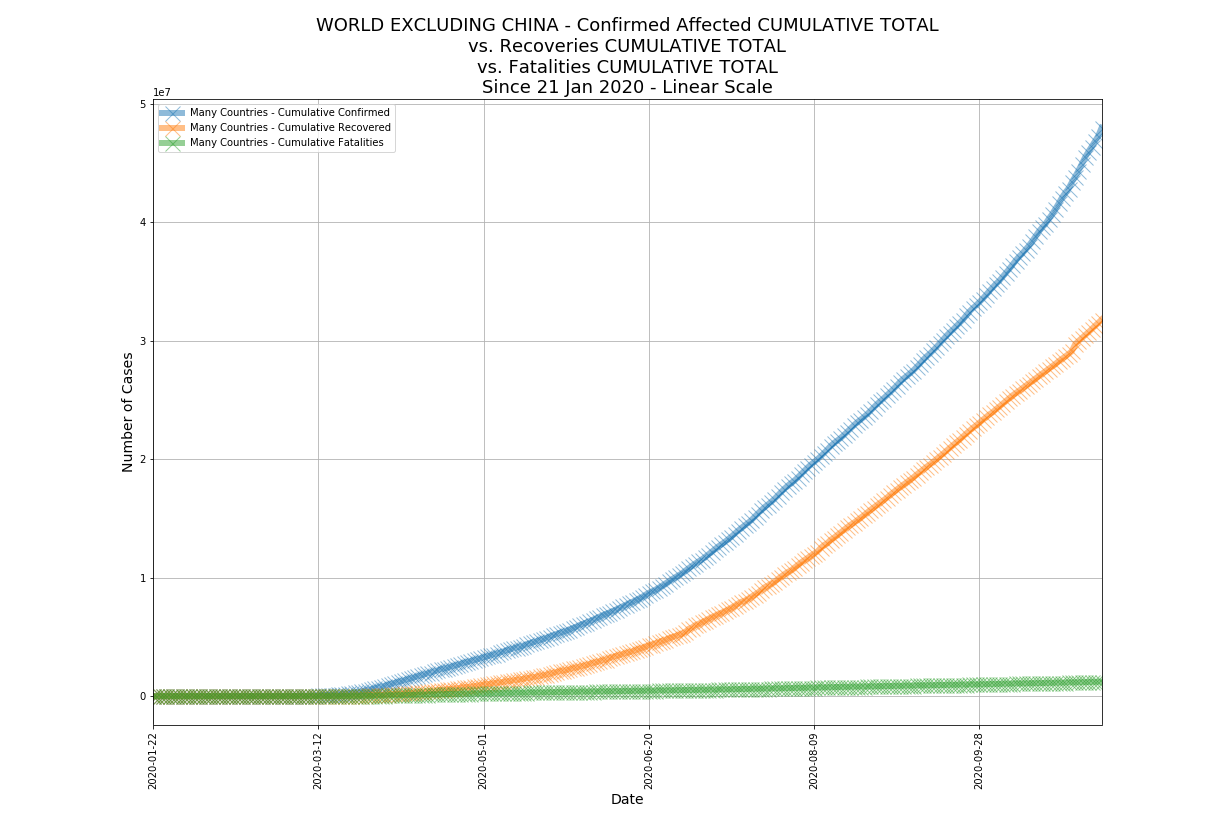 WORLD EXCLUDING CHINA - Confirmed Affected CUMULATIVE TOTAL
vs. Recoveries CUMULATIVE TOTAL
vs. Fatalities CUMULATIVE TOTAL
Since 21 Jan 2020 - Linear Scale
1e7
Many Countries - Cumulative Confirmed
Many Countries - Cumulative Recovered
Many Countries - Cumulative Fatalities
5
4
3
2
1
0
Number of Cases
2020-01-22
2020-03-12
2020-05-01
2020-06-20
2020-08-09
2020-09-28
Date